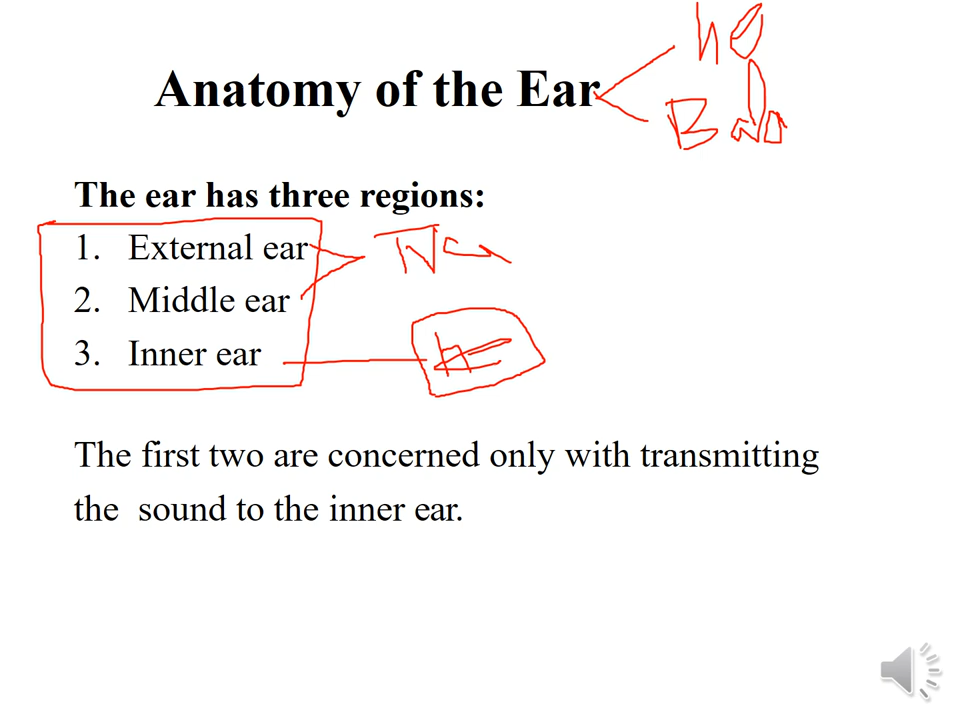 Anatomy of the Ear
The ear has three regions:
1. External ear
2. Middle ear
3. Inner ear
The first two are concerned only with transmitting
the sound to the inner ear.